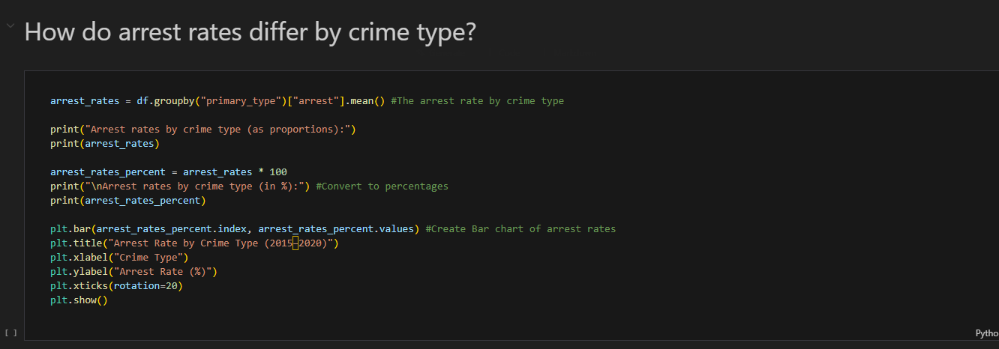 How do arrest rates differ by crime type?
arrest_rates = df.groupby("primary_type")["arrest"].mean() #The arrest rate by crime type
print("Arrest rates by crime type (as proportions):")
print(arrest_rates)
arrest_rates_percent = arrest_rates * 100
print("\nArrest rates by crime type (in %):") #Convert to percentages
print(arrest_rates_percent)
plt.bar(arrest_rates_percent.index, arrest_rates_percent.values) #Create Bar chart of arrest rates
plt.title("Arrest Rate by Crime Type (2015–2020)")
plt.xlabel("Crime Type")
plt.ylabel("Arrest Rate (%)")
plt.xticks(rotation=20)
plt.show()
[ ]
Pytho